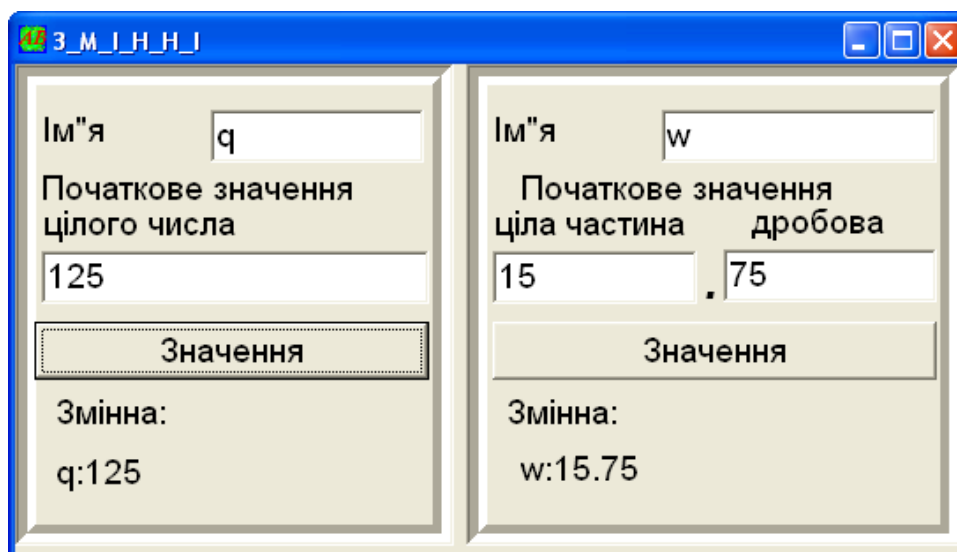 З_М_І_Н_Н_І
Ім"я
q
Початкове значення
цілого числа
125
Значення
Змінна:
q:125
Ім"я
w
Початкове значення
ціла частина дробова
15 . 75
Значення
Змінна:
w:15.75